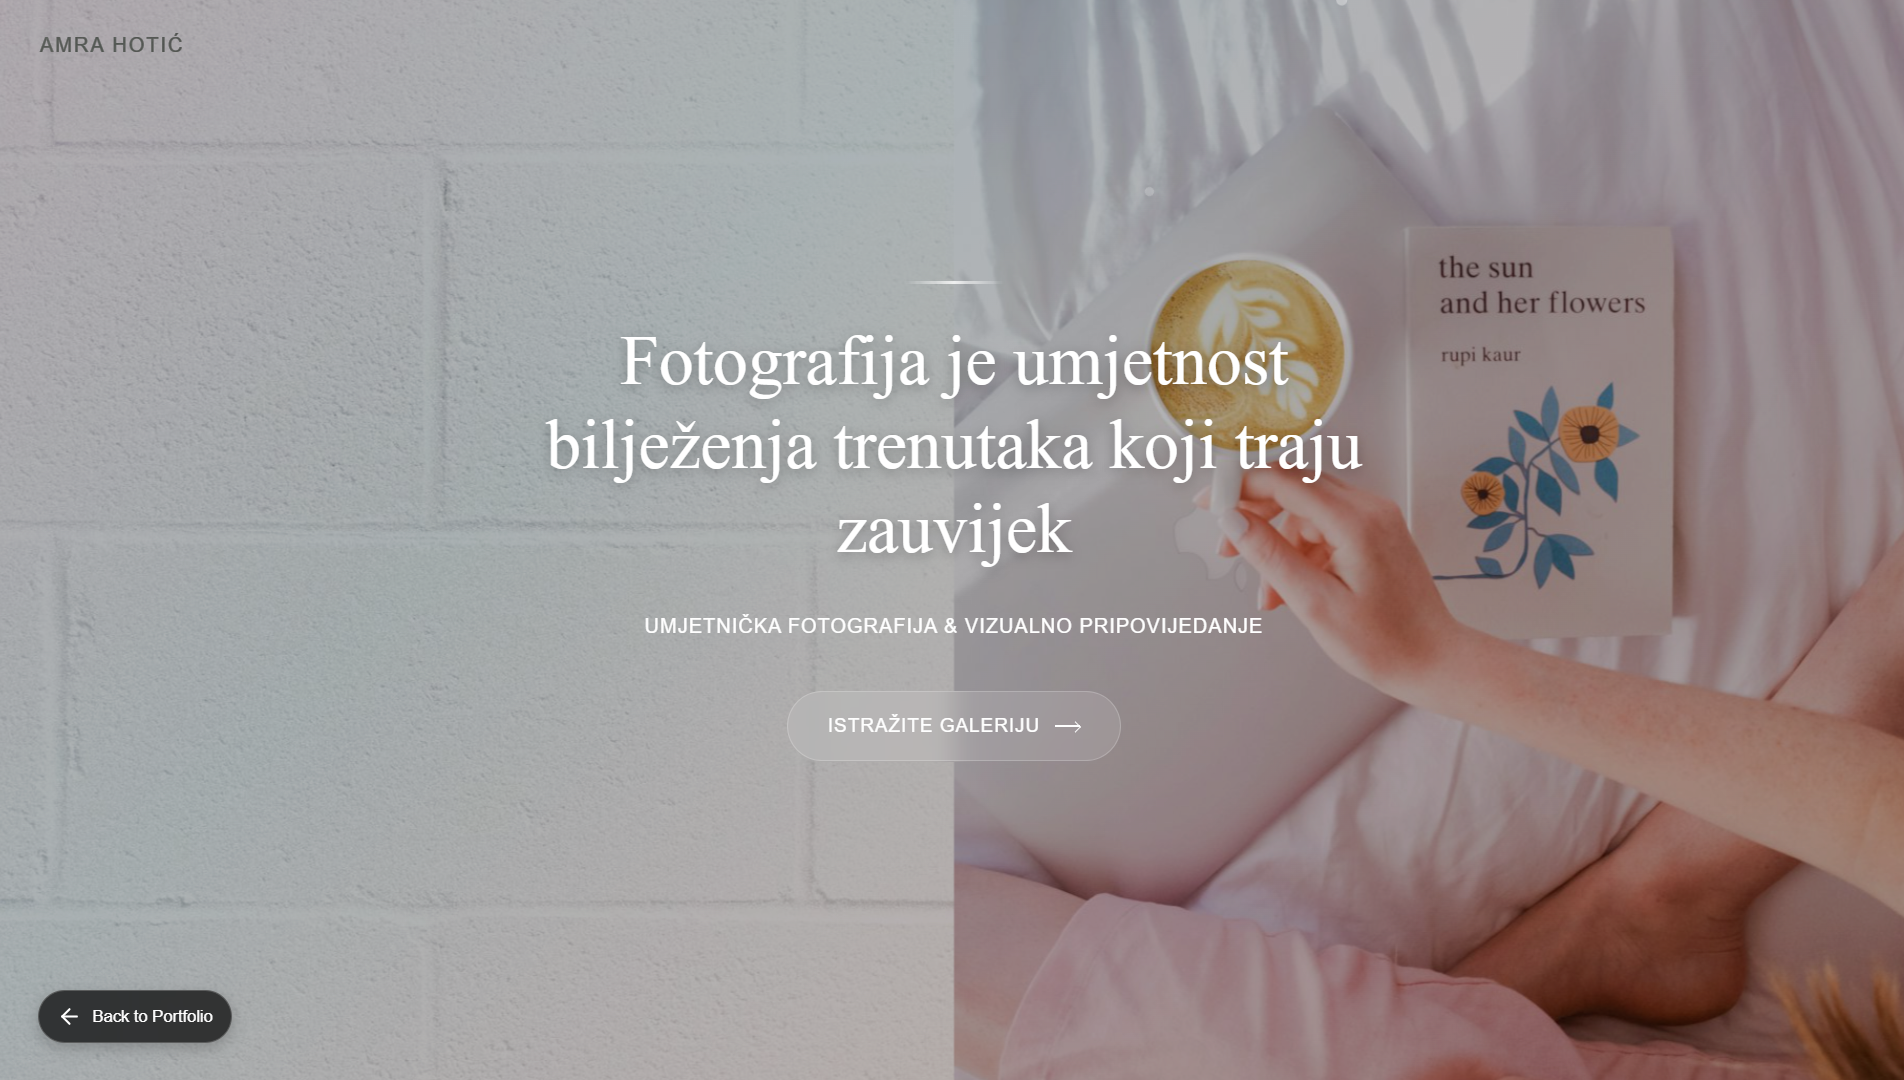 AMRA HOTIĆ
the sun
and her flowers
rupi kaur
Fotografija je umjetnost
bilježenja trenutaka koji traju
zauvijek
UMJETNIČKA FOTOGRAFIJA & VIZUALNO PRIPOVIJEDANJE
ISTRAŽITE GALERIJU
Back to Portfolio